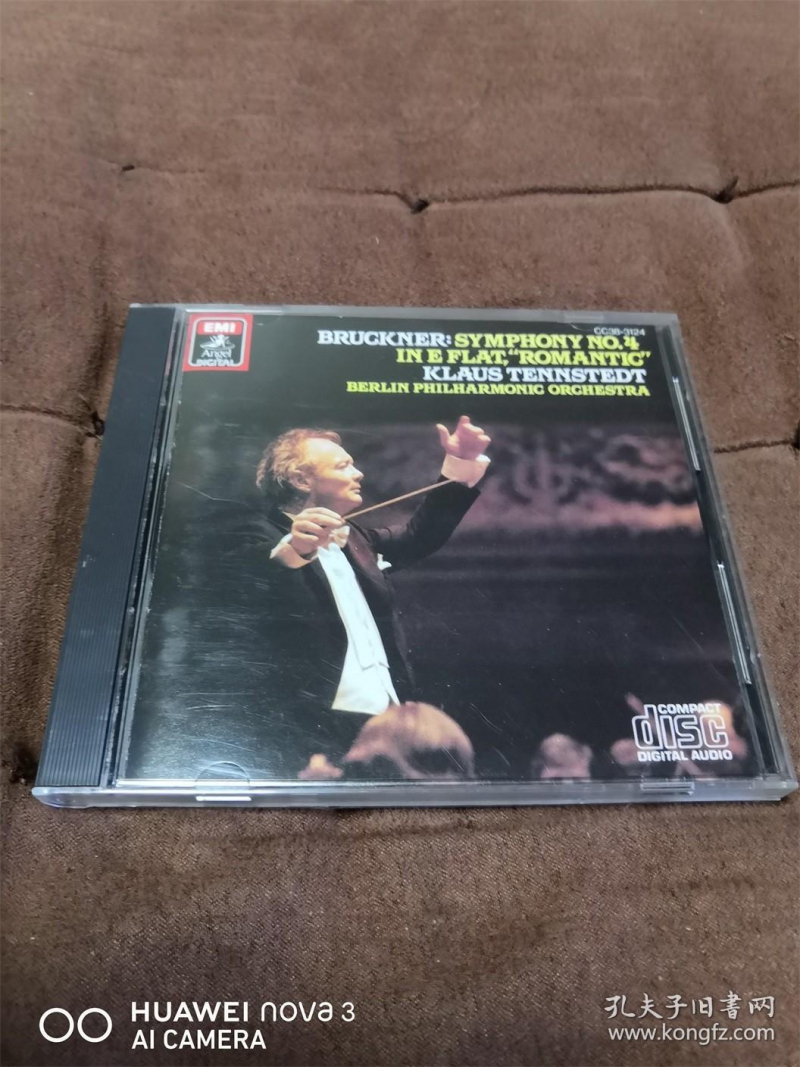 EMI
Angel
DIGITAL
CC38-3124
BRUCKNER: SYMPHONY NO.4
IN E FLAT, "ROMANTIC"
KLAUS TENNSTEDT
BERLIN PHILHARMONIC ORCHESTRA
COMPACT
disc
DIGITAL AUDIO
HUAWEI nova 3
AI CAMERA
孔夫子旧书网
www.kongfz.com